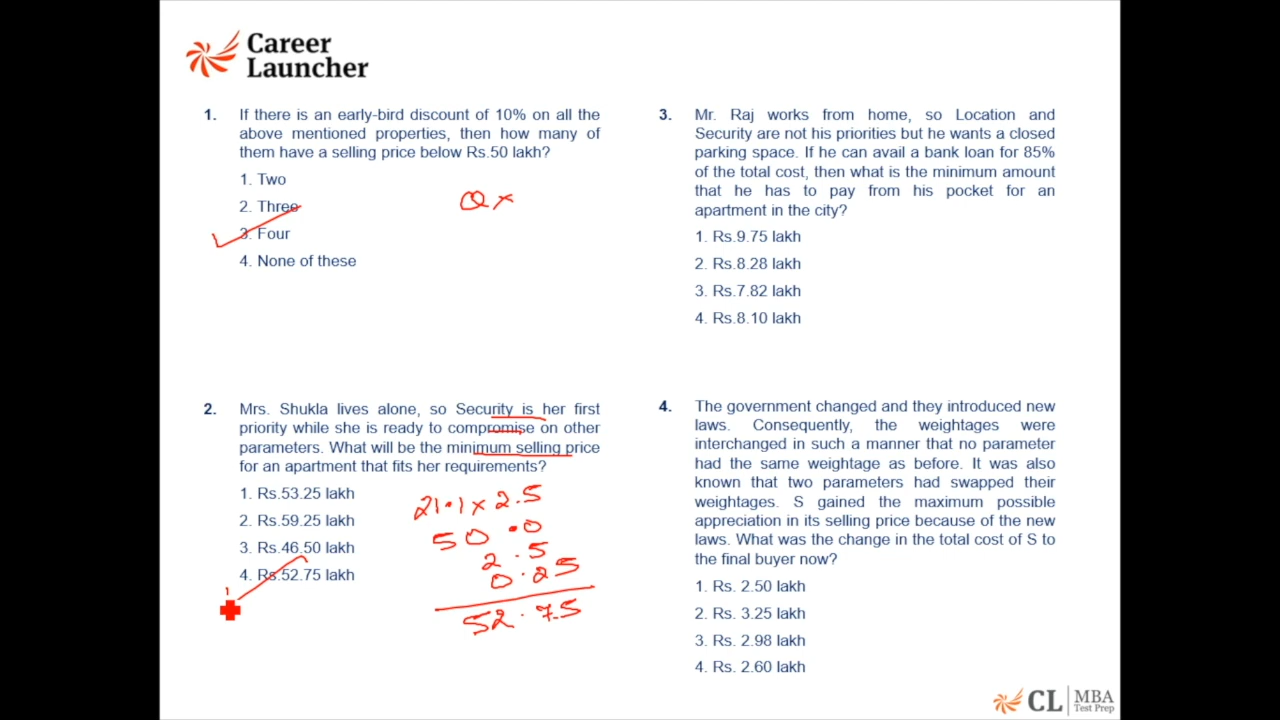 Career
Launcher
1. If there is an early-bird discount of 10% on all the
above mentioned properties, then how many of
them have a selling price below Rs.50 lakh?
1. Two
2. Three
3. Four
4. None of these
Q x
2. Mrs. Shukla lives alone, so Security is her first
priority while she is ready to compromise on other
parameters. What will be the minimum selling price
for an apartment that fits her requirements?
1. Rs.53.25 lakh
2. Rs.59.25 lakh
3. Rs.46.50 lakh
4. Rs.52.75 lakh
21.1 x 2.5
50.0
2.5
0.25
52.75
3. Mr. Raj works from home, so Location and
Security are not his priorities but he wants a closed
parking space. If he can avail a bank loan for 85%
of the total cost, then what is the minimum amount
that he has to pay from his pocket for an
apartment in the city?
1. Rs.9.75 lakh
2. Rs.8.28 lakh
3. Rs.7.82 lakh
4. Rs.8.10 lakh
4. The government changed and they introduced new
laws. Consequently, the weightages were
interchanged in such a manner that no parameter
had the same weightage as before. It was also
known that two parameters had swapped their
weightages. S gained the maximum possible
appreciation in its selling price because of the new
laws. What was the change in the total cost of S to
the final buyer now?
1. Rs. 2.50 lakh
2. Rs. 3.25 lakh
3. Rs. 2.98 lakh
4. Rs. 2.60 lakh
CL MBA
Test Prep